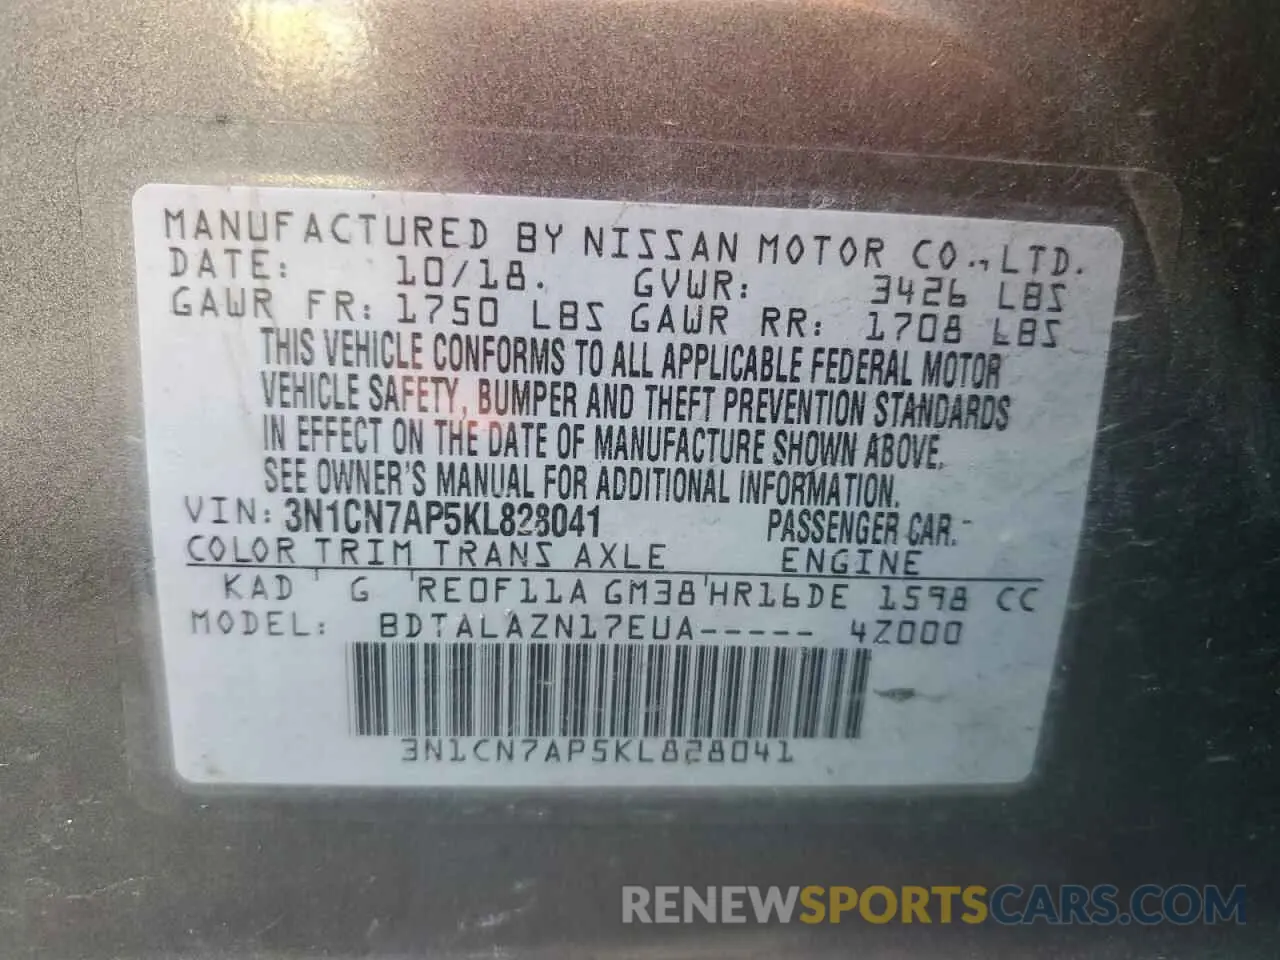 MANUFACTURED BY NISSAN MOTOR CO., LTD.
DATE: 10/18. GVWR: 3426 LBS
GAWR FR: 1750 LBS GAWR RR: 1708 LBS
THIS VEHICLE CONFORMS TO ALL APPLICABLE FEDERAL MOTOR
VEHICLE SAFETY, BUMPER AND THEFT PREVENTION STANDARDS
IN EFFECT ON THE DATE OF MANUFACTURE SHOWN ABOVE.
SEE OWNER'S MANUAL FOR ADDITIONAL INFORMATION.
VIN: 3N1CN7AP5KL828041 PASSENGER CAR.
COLOR TRIM TRANS AXLE ENGINE
KAD G RE0F11A GM38 HR16DE 1598 CC
MODEL: BDTALAZN17EUA----- 4Z000
3N1CN7AP5KL828041
RENEWSPORTSCARS.COM